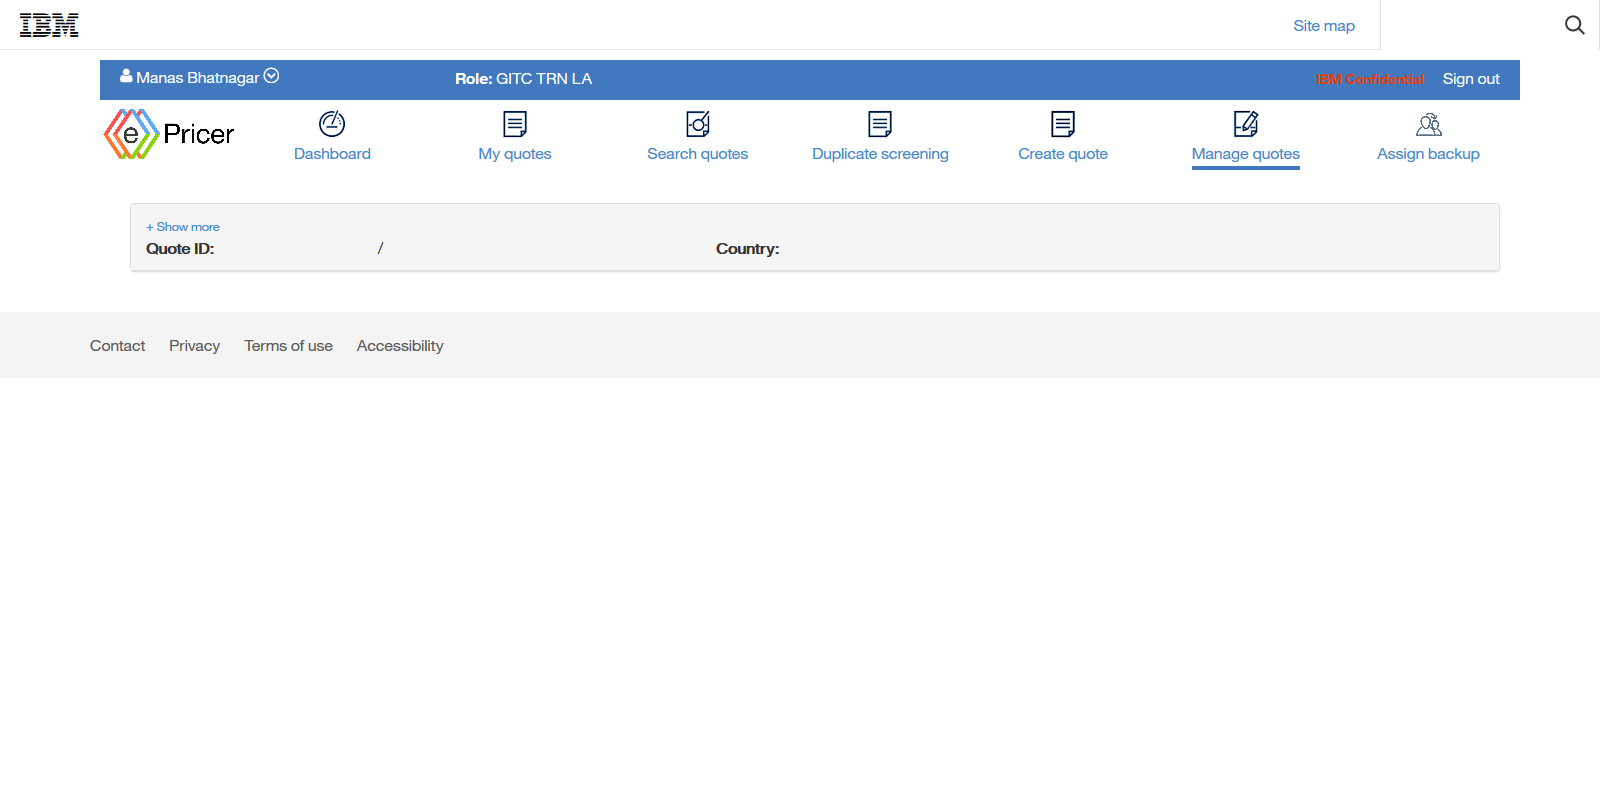 IBM
Site map
Manas Bhatnagar
Role: GITC TRN LA
IBM Confidential
Sign out
e Pricer
Dashboard
My quotes
Search quotes
Duplicate screening
Create quote
Manage quotes
Assign backup
+ Show more
Quote ID: /
Country:
Contact
Privacy
Terms of use
Accessibility